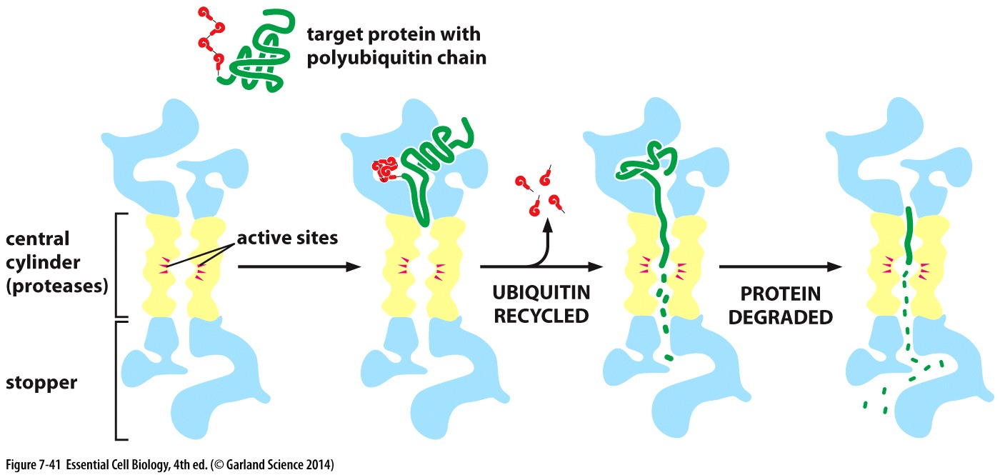 target protein with
polyubiquitin chain
central
cylinder
(proteases)
active sites
UBIQUITIN
RECYCLED
PROTEIN
DEGRADED
stopper
Figure 7-41 Essential Cell Biology, 4th ed. (© Garland Science 2014)